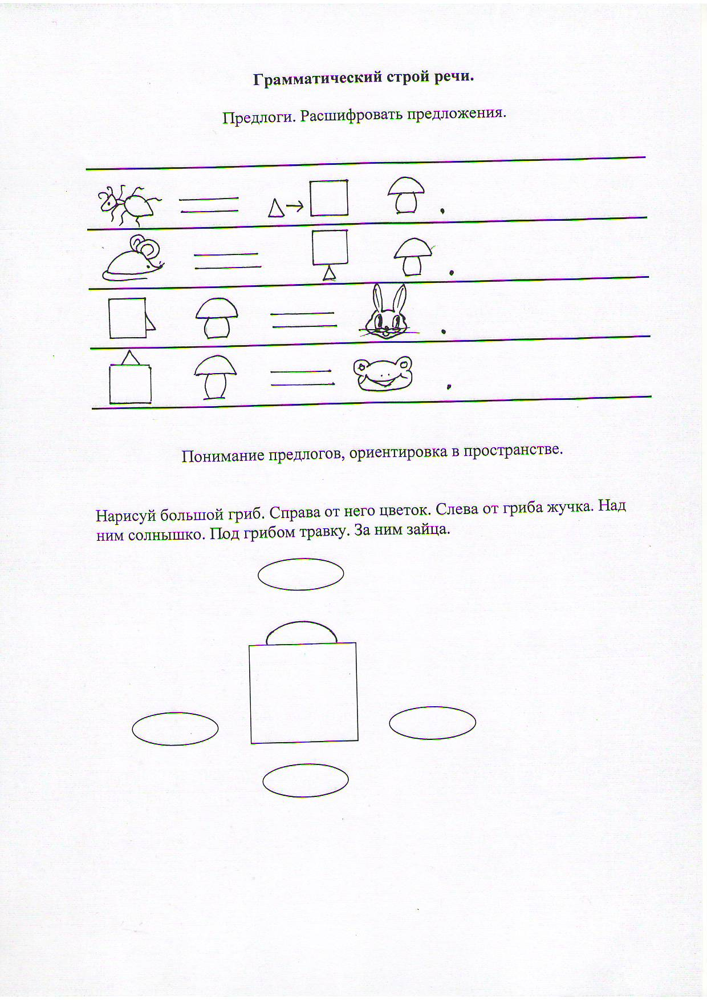 Грамматический строй речи.
Предлоги. Расшифровать предложения.
Понимание предлогов, ориентировка в пространстве.
Нарисуй большой гриб. Справа от него цветок. Слева от гриба жучка. Над
ним солнышко. Под грибом травку. За ним зайца.